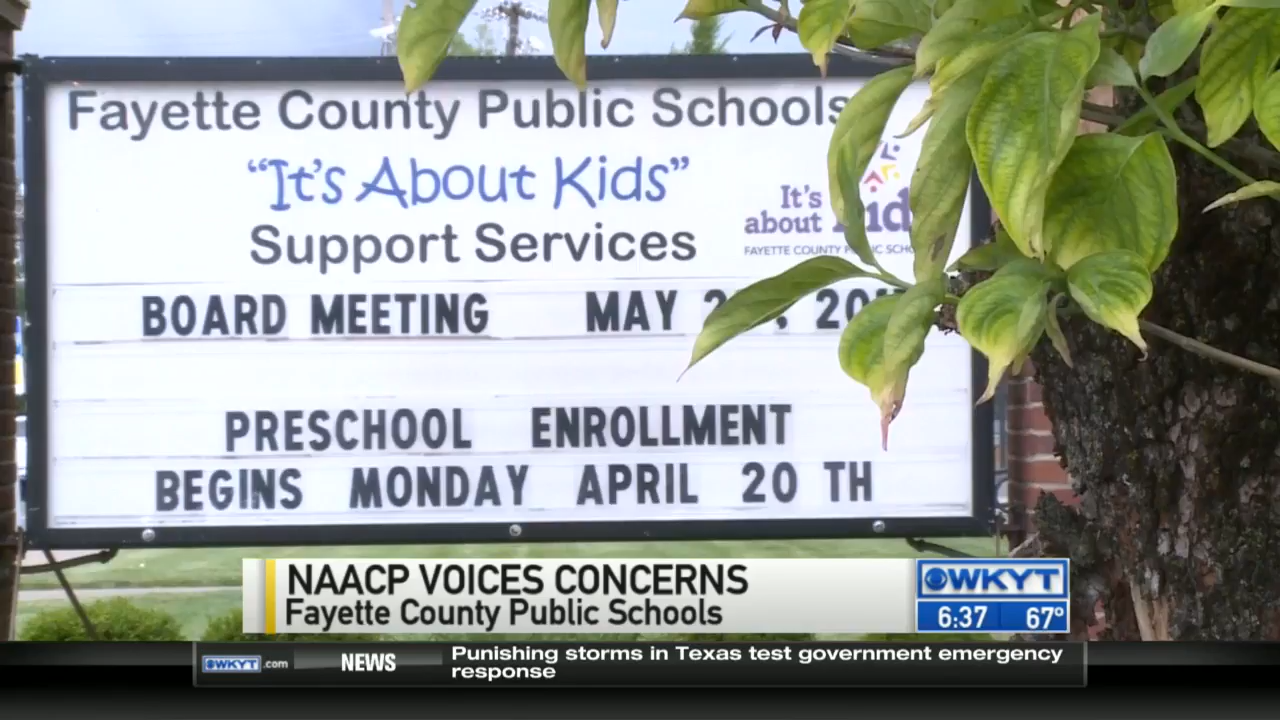 Fayette County Public Schools
"It's About Kids"
Support Services
It's
about
FAYETTE COUNTY
BOARD MEETING MAY
PRESCHOOL ENROLLMENT
BEGINS MONDAY APRIL 20 TH
NAACP VOICES CONCERNS
Fayette County Public Schools
WKYT
6:37 67°
WKYT.com NEWS Punishing storms in Texas test government emergency
response